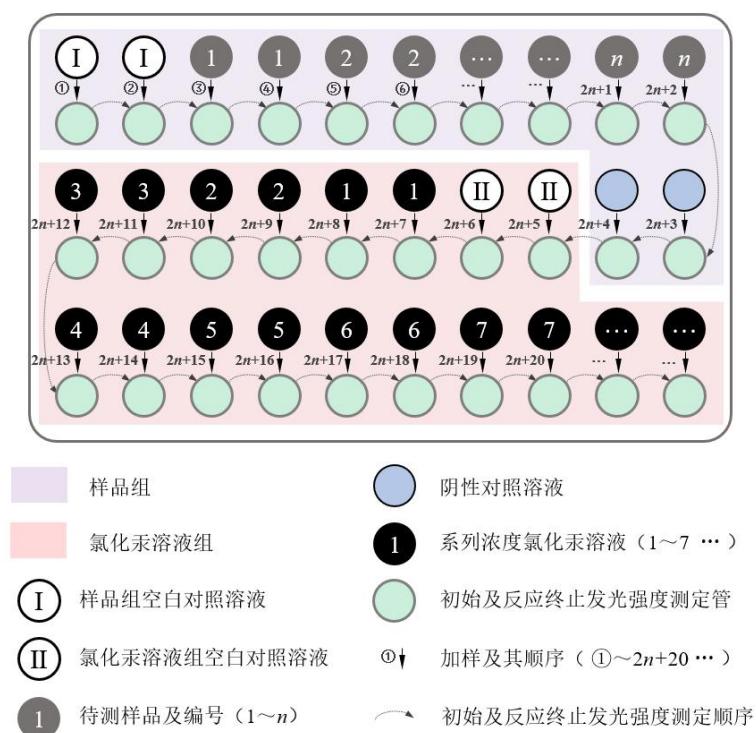 I I 1 1 2 2 … … n n
① ② ③ ④ ⑤ ⑥ … … 2n+1 2n+2
3 3 2 2 1 1 II II
2n+12 2n+11 2n+10 2n+9 2n+8 2n+7 2n+6 2n+5 2n+4 2n+3
4 4 5 5 6 6 7 7 … …
2n+13 2n+14 2n+15 2n+16 2n+17 2n+18 2n+19 2n+20 … …
样品组
阴性对照溶液
氯化汞溶液组
1 系列浓度氯化汞溶液（1～7 …）
I 样品组空白对照溶液
初始及反应终止发光强度测定管
II 氯化汞溶液组空白对照溶液
① 加样及其顺序（①～2n+20 …）
1 待测样品及编号（1～n）
初始及反应终止发光强度测定顺序